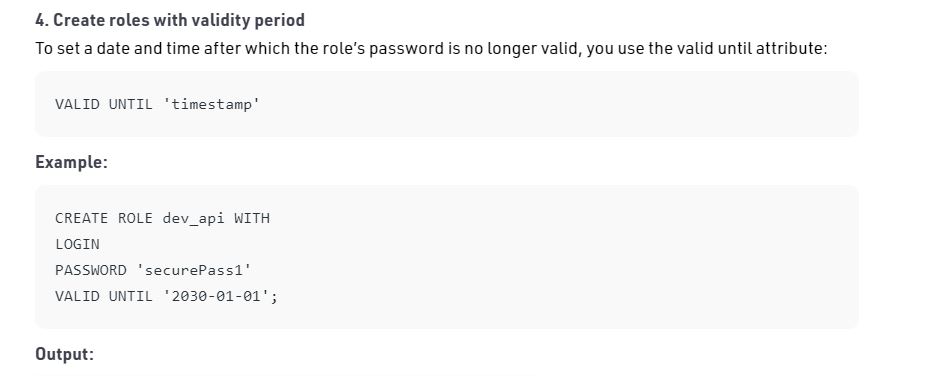 4. Create roles with validity period
To set a date and time after which the role’s password is no longer valid, you use the valid until attribute:
VALID UNTIL 'timestamp'
Example:
CREATE ROLE dev_api WITH
LOGIN
PASSWORD 'securePass1'
VALID UNTIL '2030-01-01';
Output: